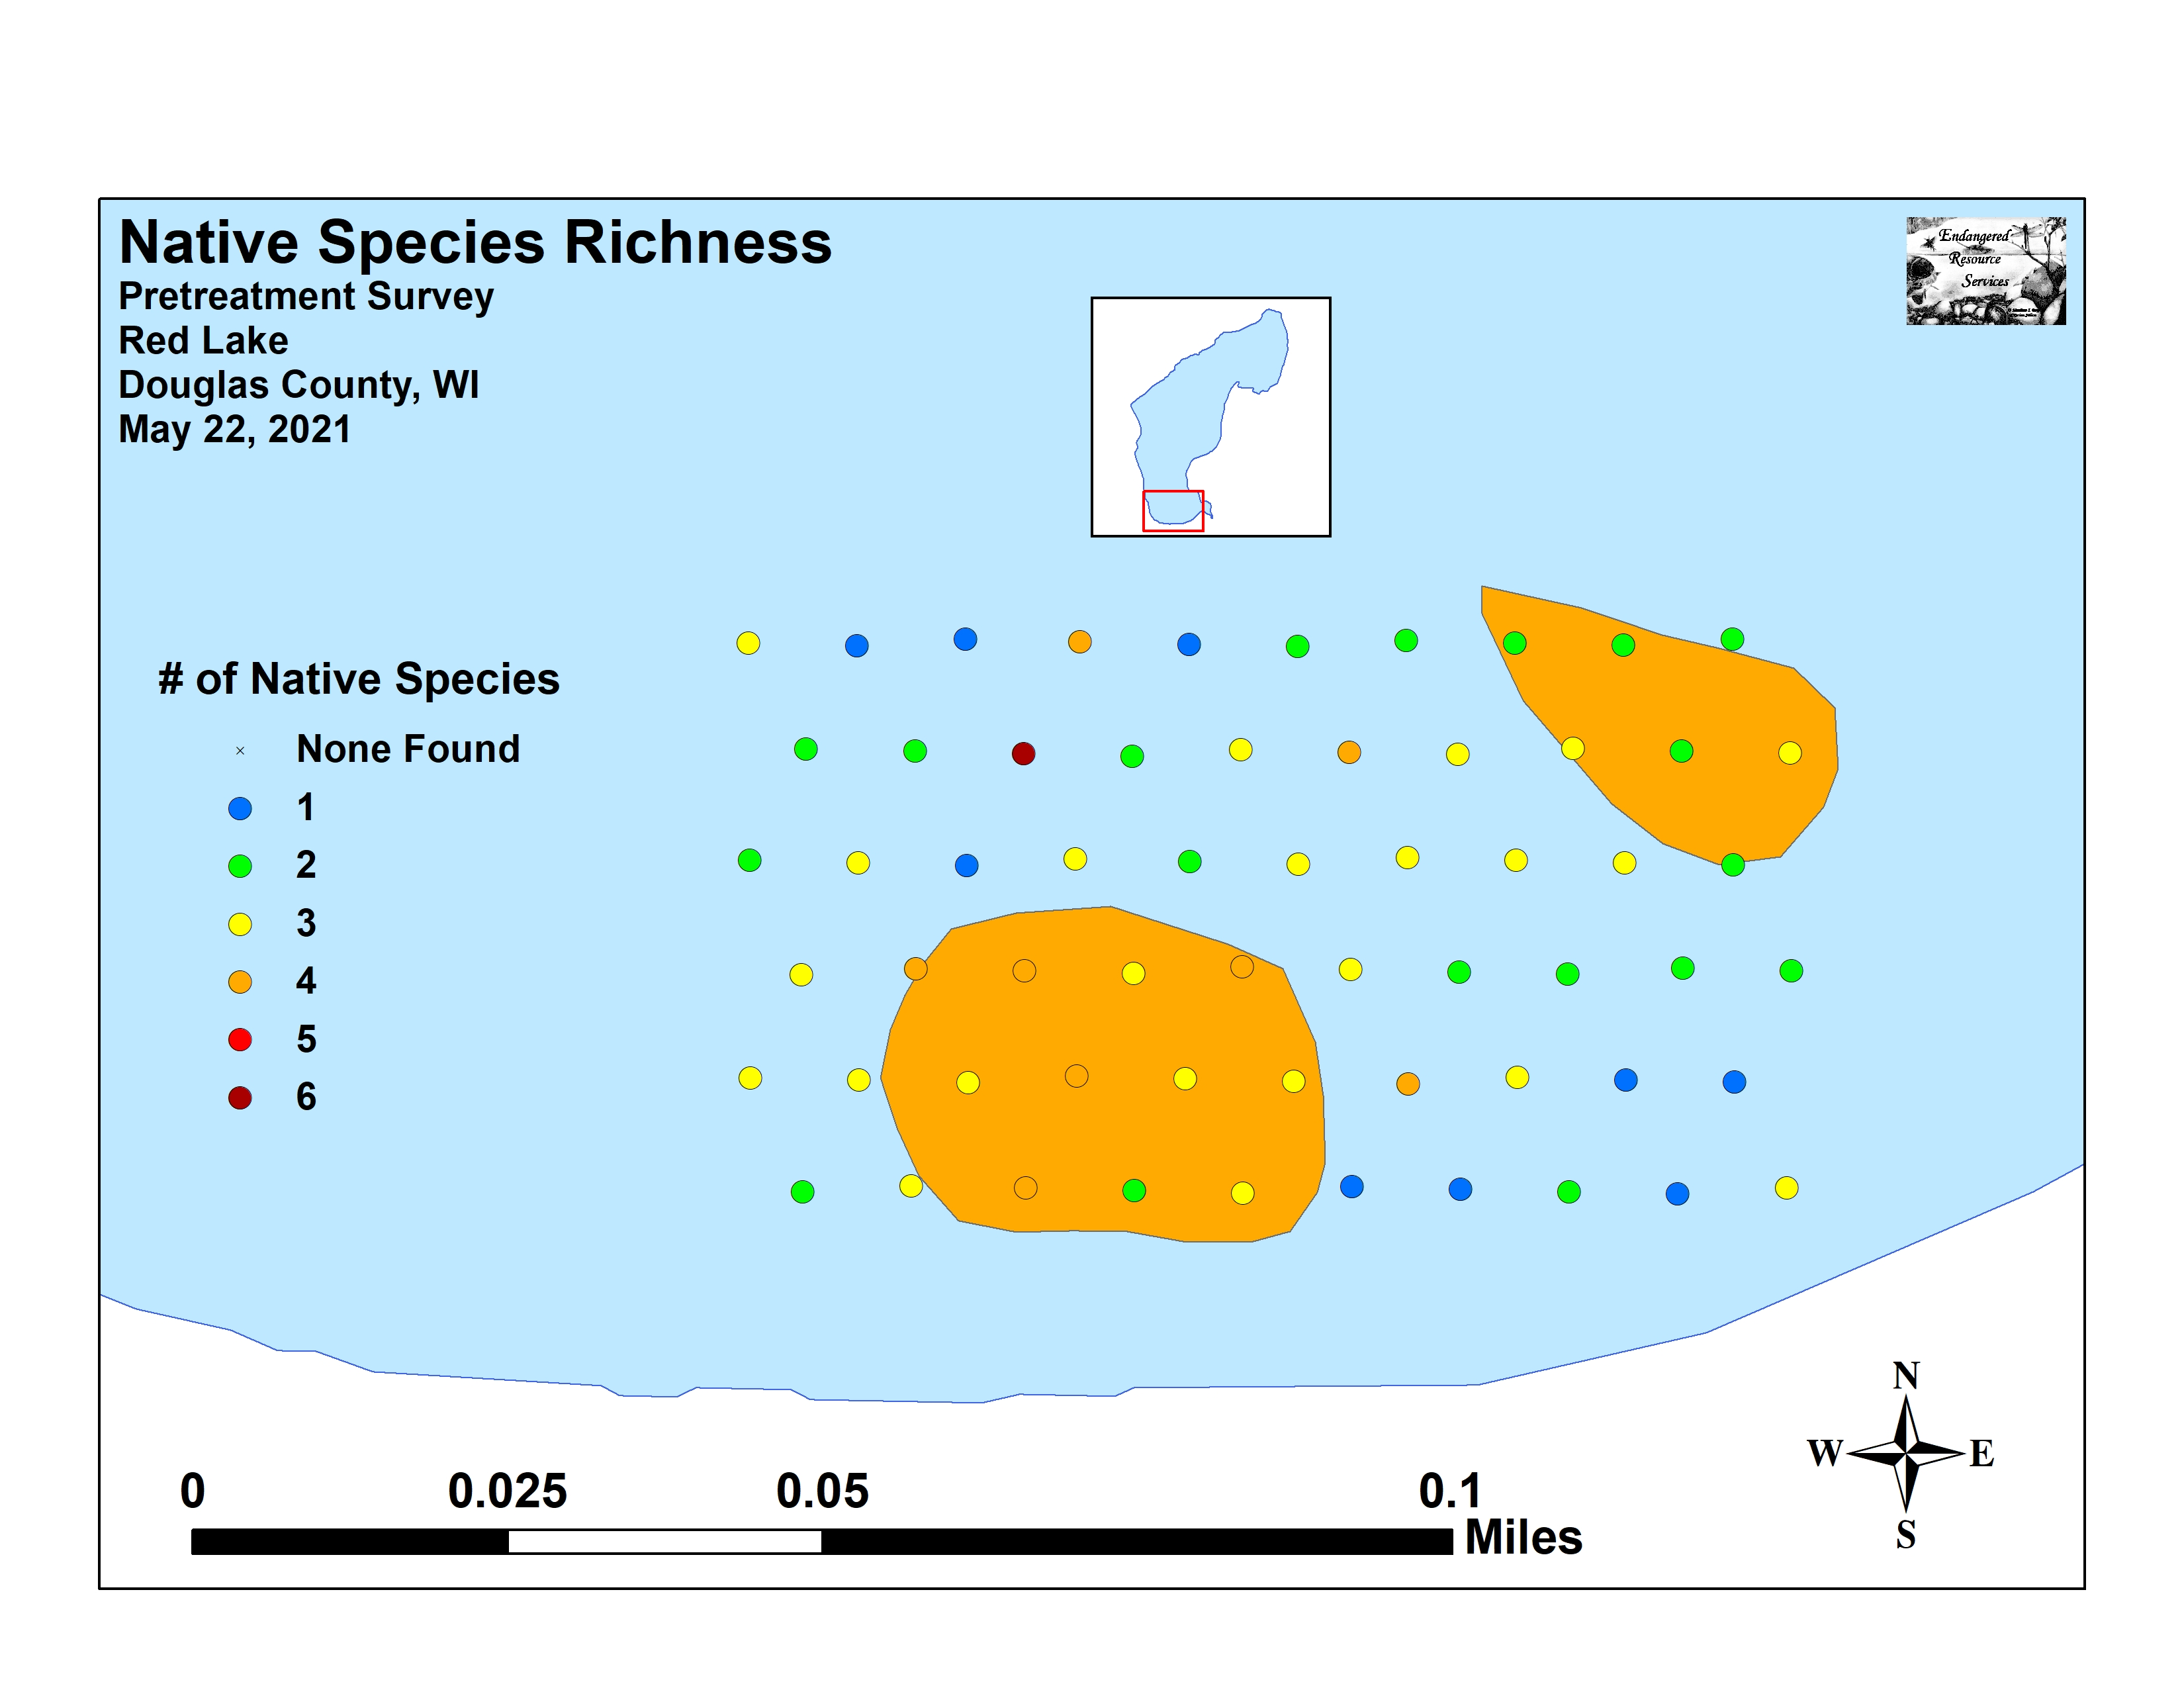 Native Species Richness
Pretreatment Survey
Red Lake
Douglas County, WI
May 22, 2021
Endangered
Resource
Services
# of Native Species
None Found
1
2
3
4
5
6
N
W E
S
0 0.025 0.05 0.1
Miles